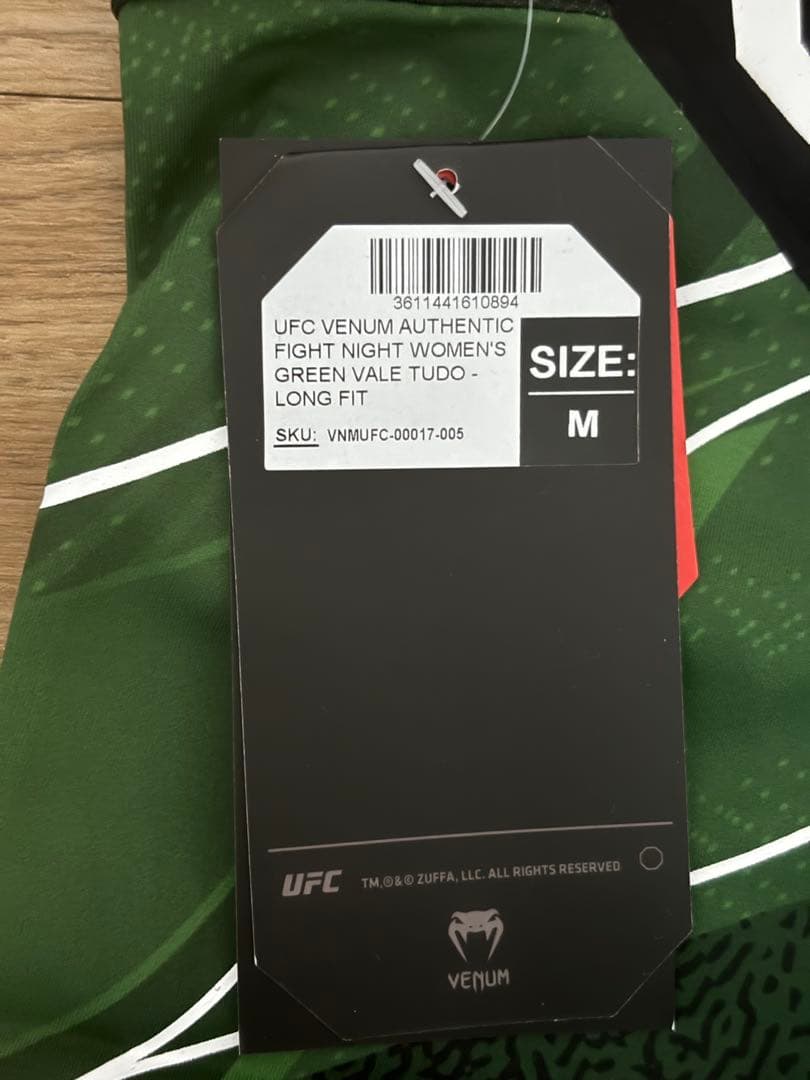 3611441610894
UFC VENUM AUTHENTIC
FIGHT NIGHT WOMEN'S
GREEN VALE TUDO -
LONG FIT
SKU: VNMUFC-00017-005
SIZE:
M
UFC TM,®&© ZUFFA, LLC. ALL RIGHTS RESERVED
VENUM